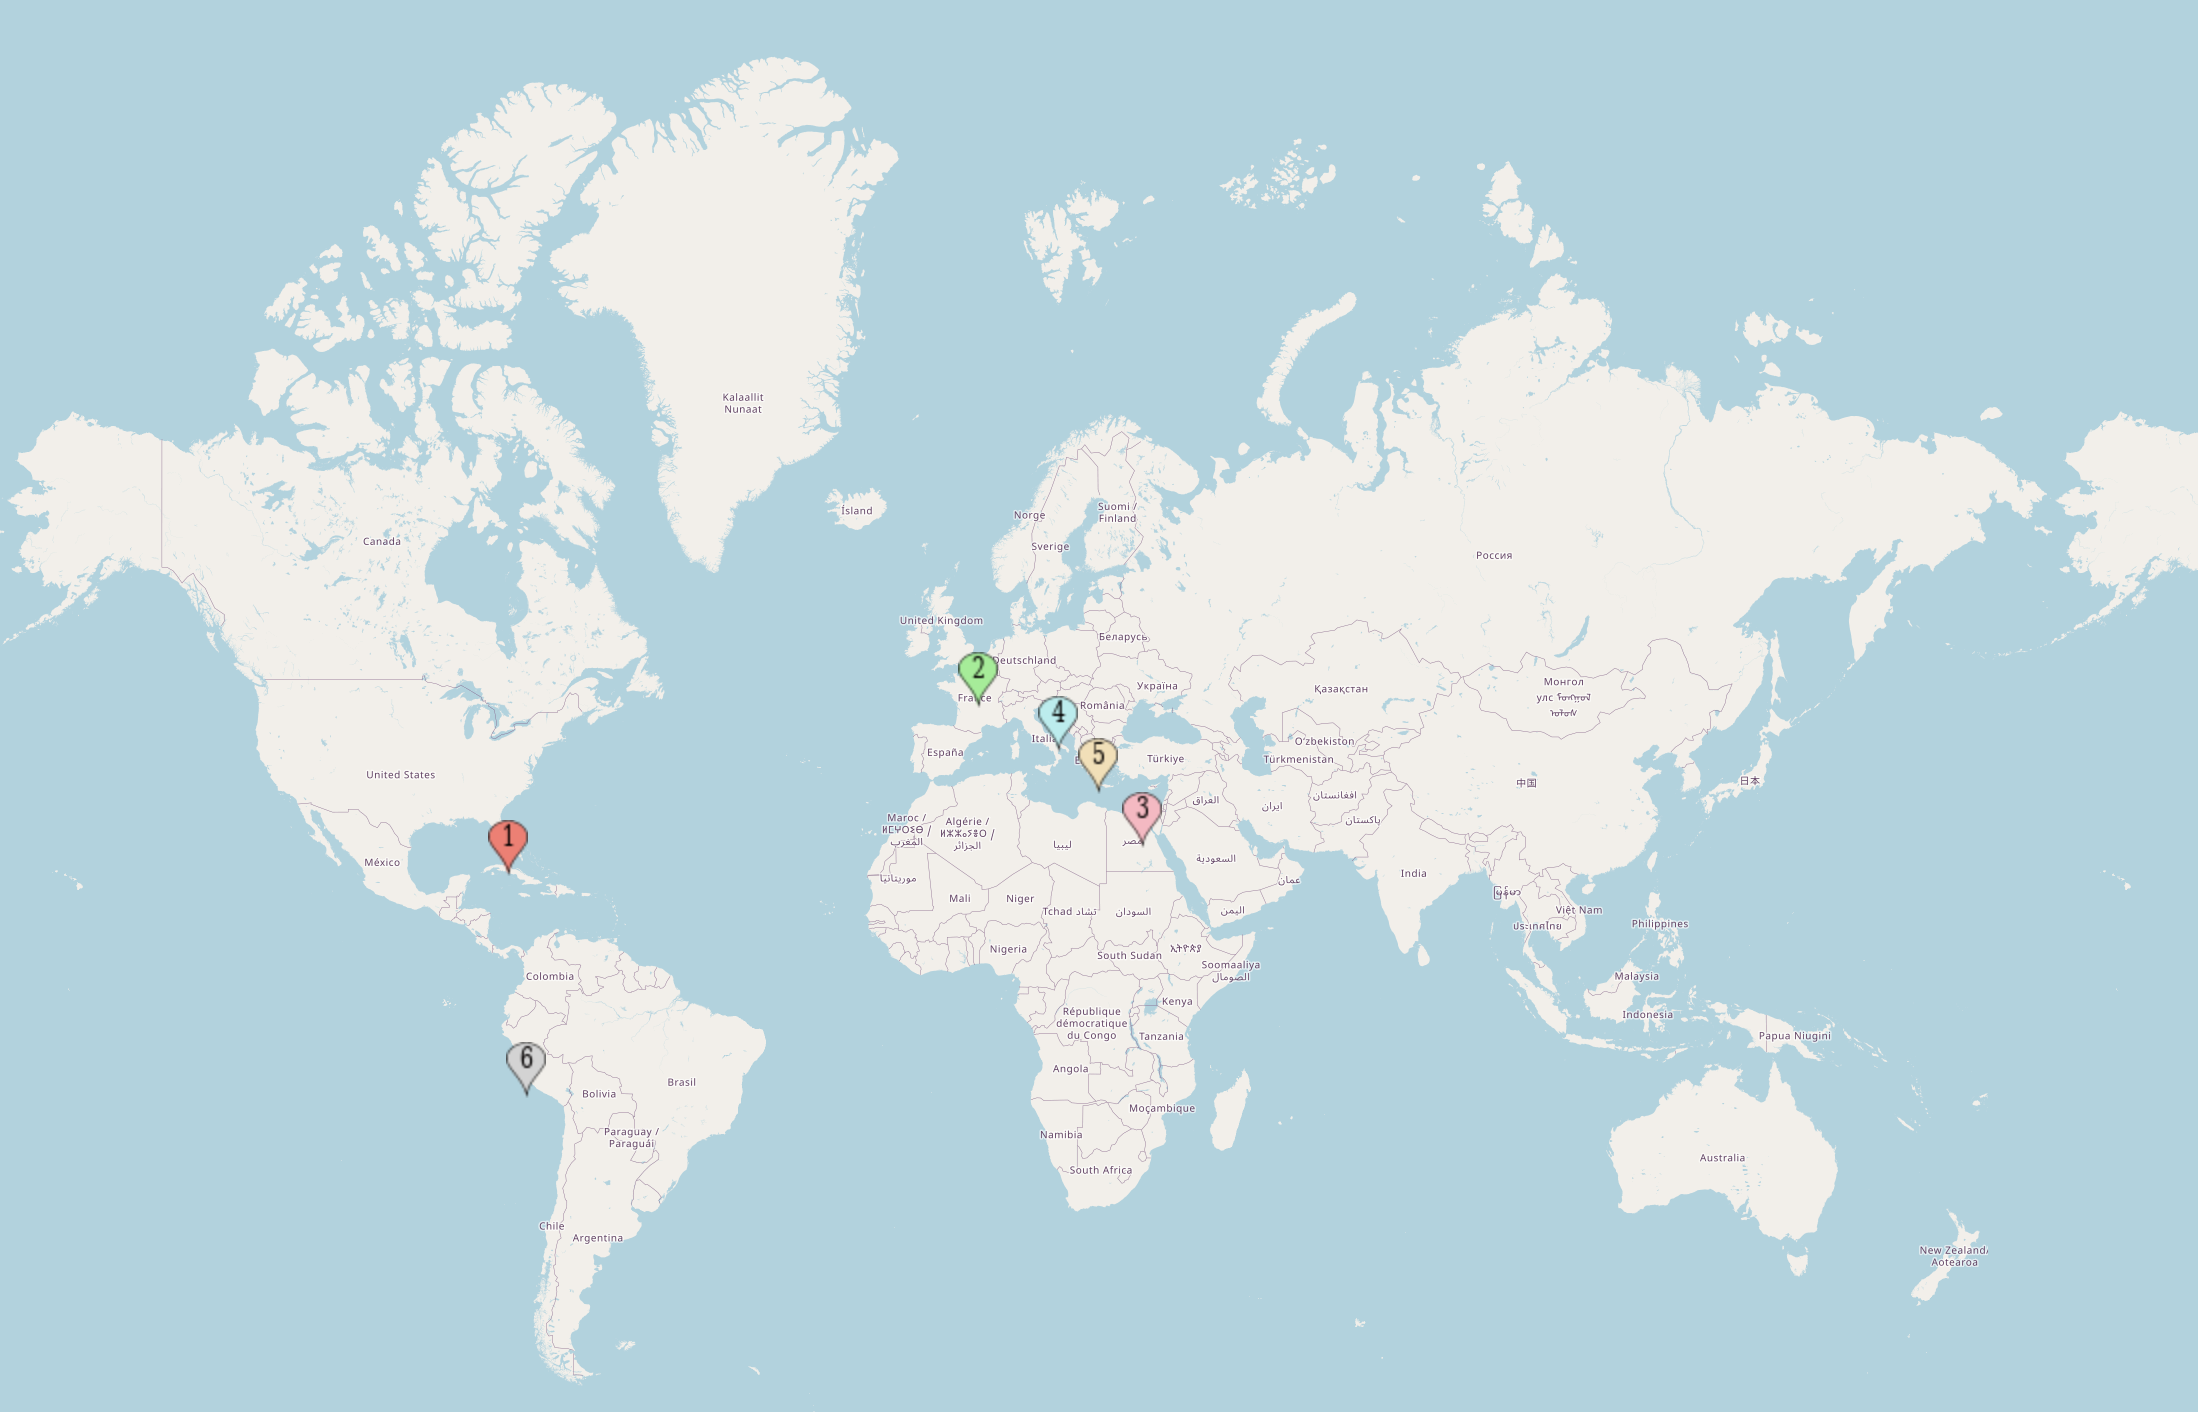 Kalaallit
Nunaat
Ísland
Norge
Suomi /
Finland
Sverige
Canada
Россия
United Kingdom
Беларусь
2
Deutschland
Україна
France
Қазақстан
Монгол
улс
4
România
Italia
5
España
Türkiye
O‘zbekiston
Türkmenistan
United States
中国
日本
افغانستان
ایران
العراق
پاکستان
3
Maroc /
ⵍⵎⵖⵔⵉⴱ /
المغرب
Algérie /
ⵍⵣⵣⴰⵢⴻⵔ /
الجزائر
ليبيا
مصر
1
México
السعودية
India
عمان
موريتانيا
Mali
Niger
Tchad تشاد
السودان
اليمن
မြန်မာ
Việt Nam
ประเทศไทย
Philippines
Nigeria
South Sudan
ኢትዮጵያ
Soomaaliya
الصومال
Colombia
Malaysia
Kenya
République
démocratique
du Congo
Indonesia
Tanzania
Papua Niugini
6
Angola
Brasil
Bolivia
Moçambique
Paraguay /
Paraguái
Namibia
South Africa
Australia
Chile
Argentina
New Zealand/
Aotearoa